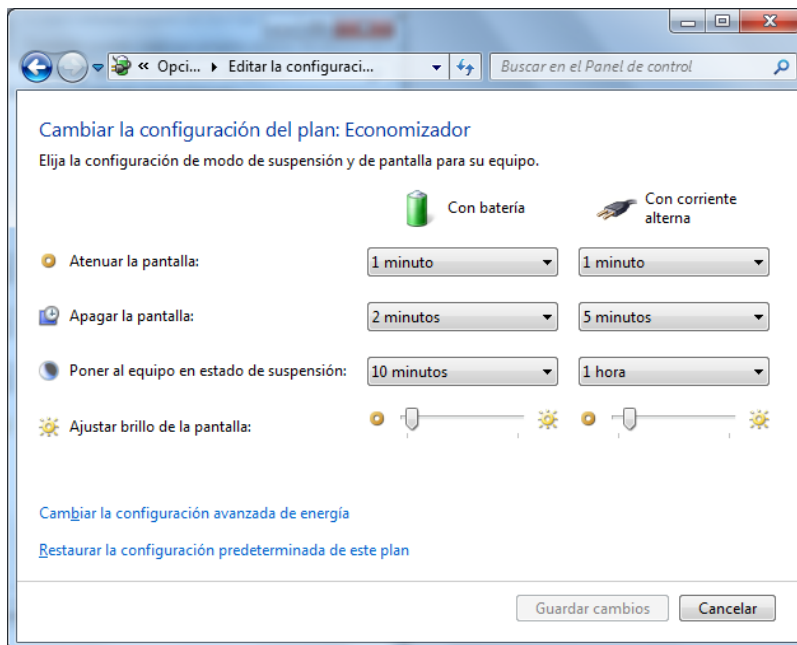 « Opci... ▸ Editar la configuraci...
Buscar en el Panel de control
Cambiar la configuración del plan: Economizador
Elija la configuración de modo de suspensión y de pantalla para su equipo.
Con batería
Con corriente
alterna
Atenuar la pantalla: 1 minuto 1 minuto
Apagar la pantalla: 2 minutos 5 minutos
Poner al equipo en estado de suspensión: 10 minutos 1 hora
Ajustar brillo de la pantalla:
Cambiar la configuración avanzada de energía
Restaurar la configuración predeterminada de este plan
Guardar cambios Cancelar